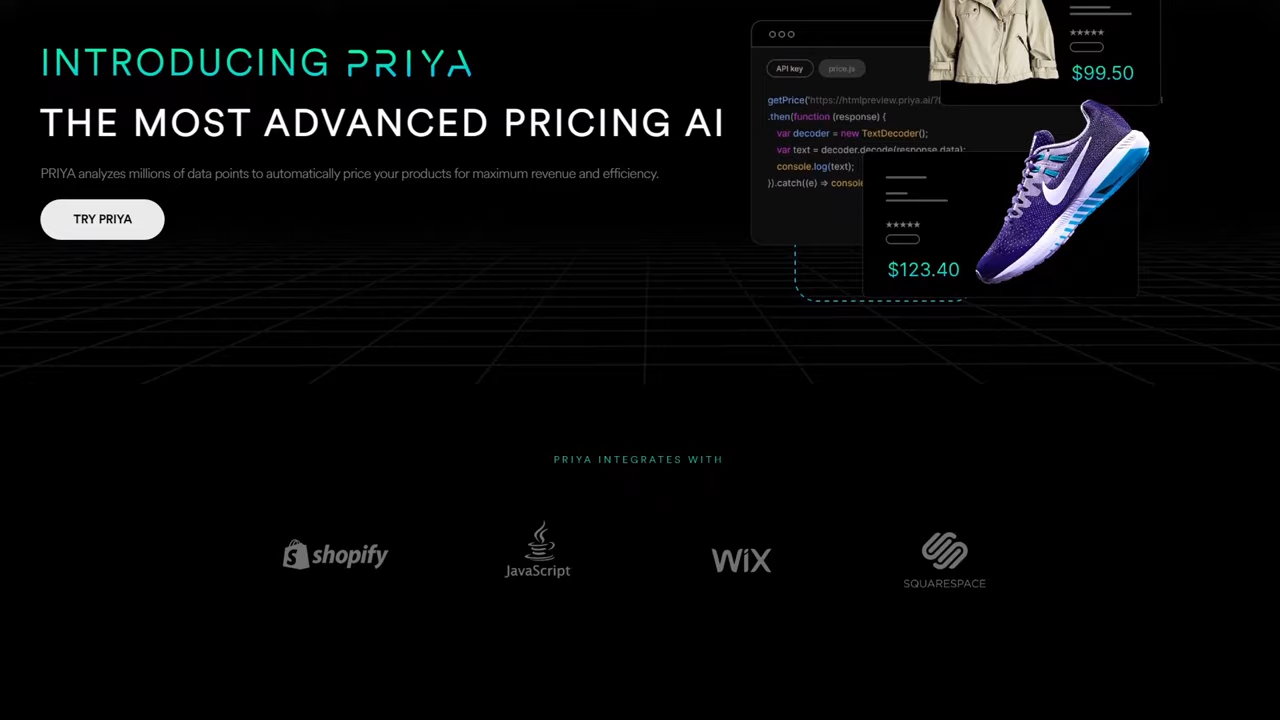 INTRODUCING PRIYA
THE MOST ADVANCED PRICING AI
PRIYA analyzes millions of data points to automatically price your products for maximum revenue and efficiency.
TRY PRIYA
API key
price.js
getPrice('https://htmlpreview.priya.ai/?
.then(function (response) {
var decoder = new TextDecoder();
var text = decoder.decode(response.data);
console.log(text);
}).catch((e) => consol
★★★★★
$99.50
★★★★★
$123.40
PRIYA INTEGRATES WITH
shopify
JavaScript
WiX
SQUARESPACE